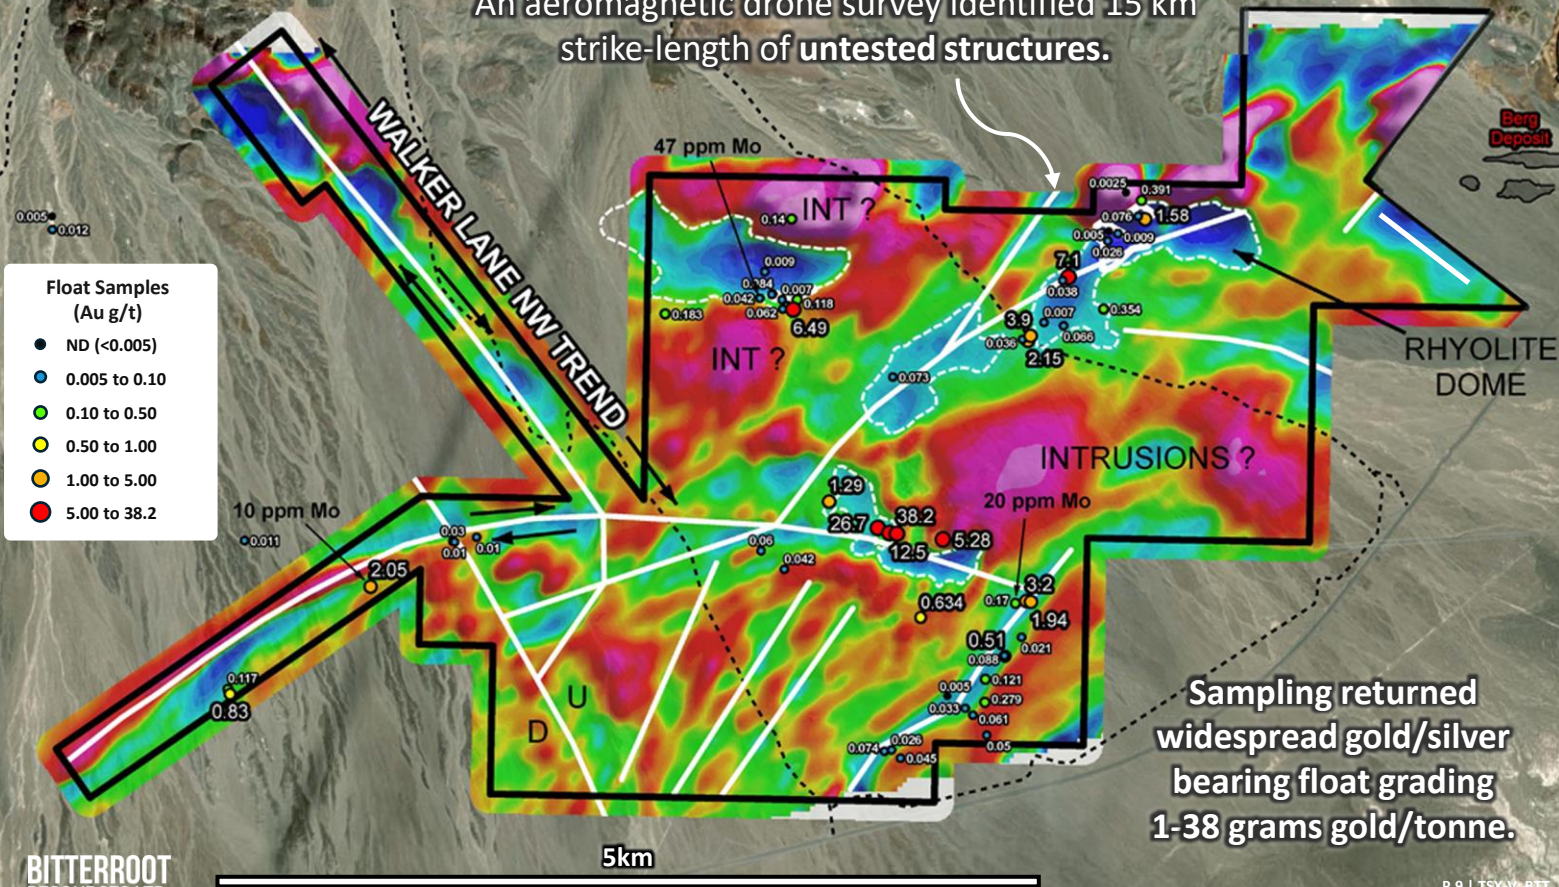 An aeromagnetic drone survey identified 15 km
strike-length of untested structures.
WALKER LANE NW TREND
47 ppm Mo
Berg
Deposit
0.0025
0.391
0.14
INT ?
0.076
1.58
0.005
0.012
0.005
0.009
0.026
7.1
0.009
0.038
0.084
0.007
0.042
0.118
0.062
0.183
6.49
0.354
3.9
0.007
0.036
0.066
2.15
INT ?
0.073
RHYOLITE
DOME
Float Samples
(Au g/t)
ND (<0.005)
0.005 to 0.10
0.10 to 0.50
0.50 to 1.00
1.00 to 5.00
5.00 to 38.2
INTRUSIONS ?
1.29
20 ppm Mo
10 ppm Mo
26.7
38.2
12.5
5.28
0.011
0.03
0.01
0.01
0.06
0.042
2.05
3.2
0.17
0.634
1.94
0.51
0.021
0.088
0.117
0.83
0.121
0.005
0.279
0.033
0.061
U
D
0.074
0.026
0.05
0.045
Sampling returned
widespread gold/silver
bearing float grading
1-38 grams gold/tonne.
5km
BITTERROOT
RESOURCES LTD
P.9 | TSX-V: BTT